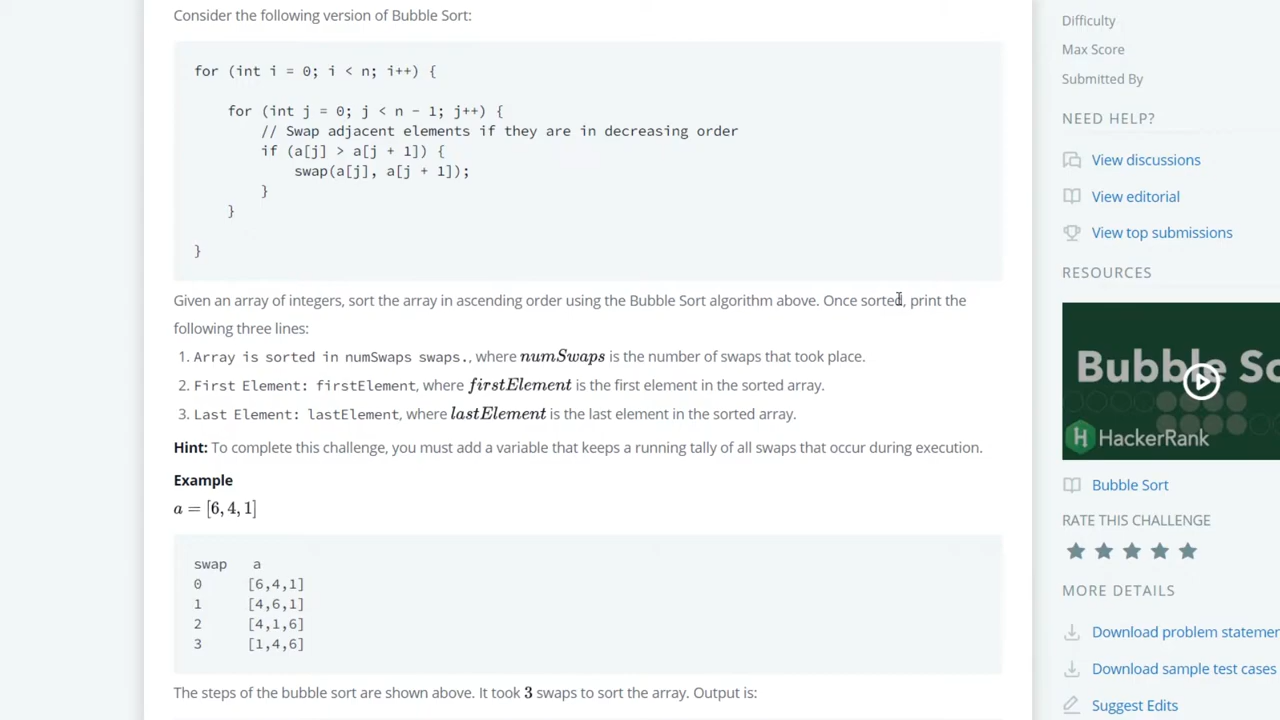 Consider the following version of Bubble Sort:
for (int i = 0; i < n; i++) {
for (int j = 0; j < n - 1; j++) {
// Swap adjacent elements if they are in decreasing order
if (a[j] > a[j + 1]) {
swap(a[j], a[j + 1]);
}
}
}
Given an array of integers, sort the array in ascending order using the Bubble Sort algorithm above. Once sorted, print the
following three lines:
1. Array is sorted in numSwaps swaps., where numSwaps is the number of swaps that took place.
2. First Element: firstElement, where firstElement is the first element in the sorted array.
3. Last Element: lastElement, where lastElement is the last element in the sorted array.
Hint: To complete this challenge, you must add a variable that keeps a running tally of all swaps that occur during execution.
Example
a = [6, 4, 1]
swap a
0 [6,4,1]
1 [4,6,1]
2 [4,1,6]
3 [1,4,6]
The steps of the bubble sort are shown above. It took 3 swaps to sort the array. Output is:
Difficulty
Max Score
Submitted By
NEED HELP?
View discussions
View editorial
View top submissions
RESOURCES
Bubble So
H HackerRank
Bubble Sort
RATE THIS CHALLENGE
MORE DETAILS
Download problem statemen
Download sample test cases
Suggest Edits